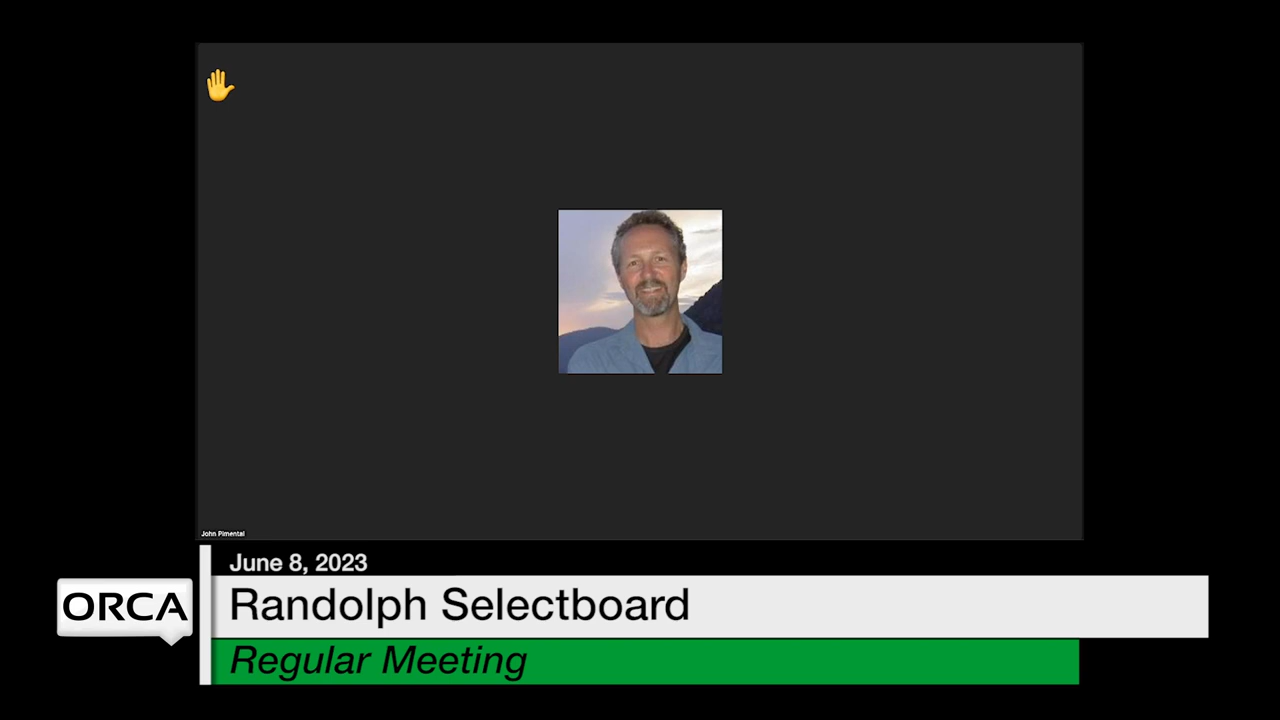 John Pimental
June 8, 2023
ORCA
Randolph Selectboard
Regular Meeting